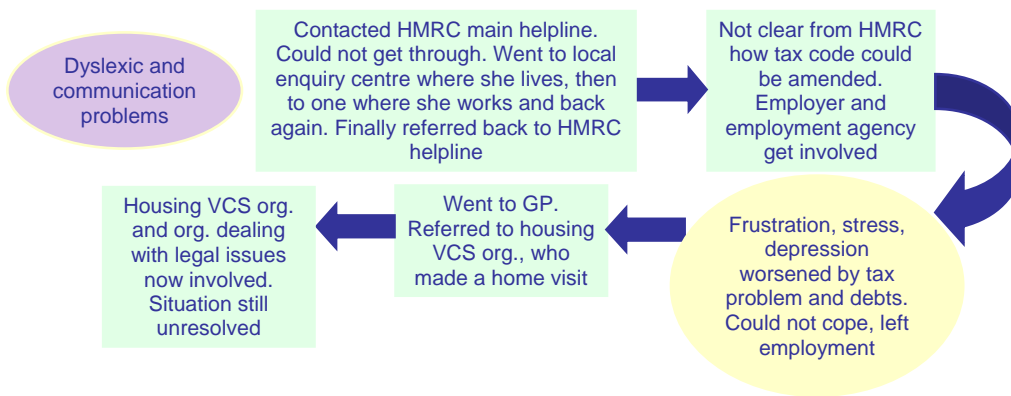 Dyslexic and
communication
problems
Contacted HMRC main helpline.
Could not get through. Went to local
enquiry centre where she lives, then
to one where she works and back
again. Finally referred back to HMRC
helpline
Not clear from HMRC
how tax code could
be amended.
Employer and
employment agency
get involved
Frustration, stress,
depression
worsened by tax
problem and debts.
Could not cope, left
employment
Went to GP.
Referred to housing
VCS org., who
made a home visit
Housing VCS org.
and org. dealing
with legal issues
now involved.
Situation still
unresolved